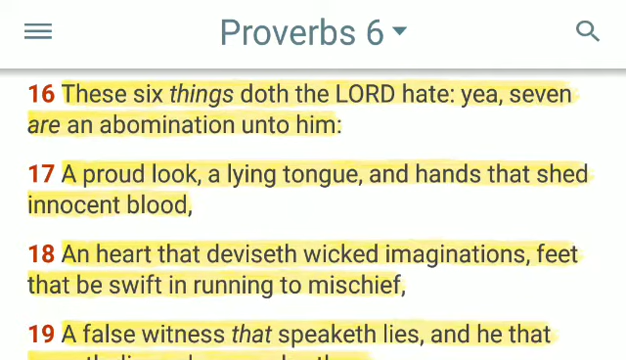 Proverbs 6
16 These six things doth the LORD hate: yea, seven
are an abomination unto him:
17 A proud look, a lying tongue, and hands that shed
innocent blood,
18 An heart that deviseth wicked imaginations, feet
that be swift in running to mischief,
19 A false witness that speaketh lies, and he that